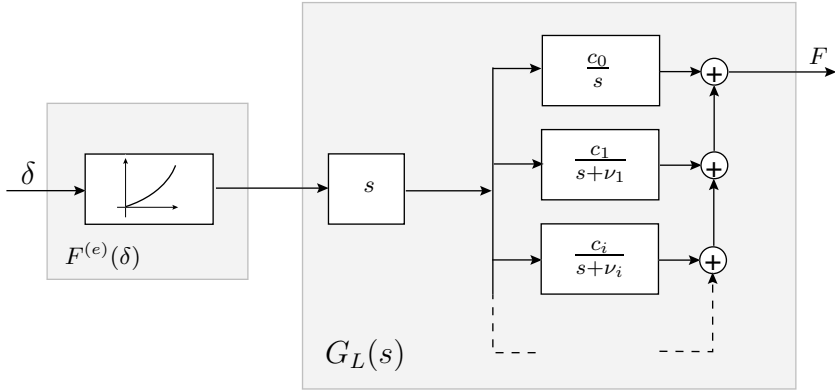 δ
F^{(e)}(δ)
s
c_0/s
c_1/(s+ν_1)
c_i/(s+ν_i)
+
+
+
F
G_L(s)